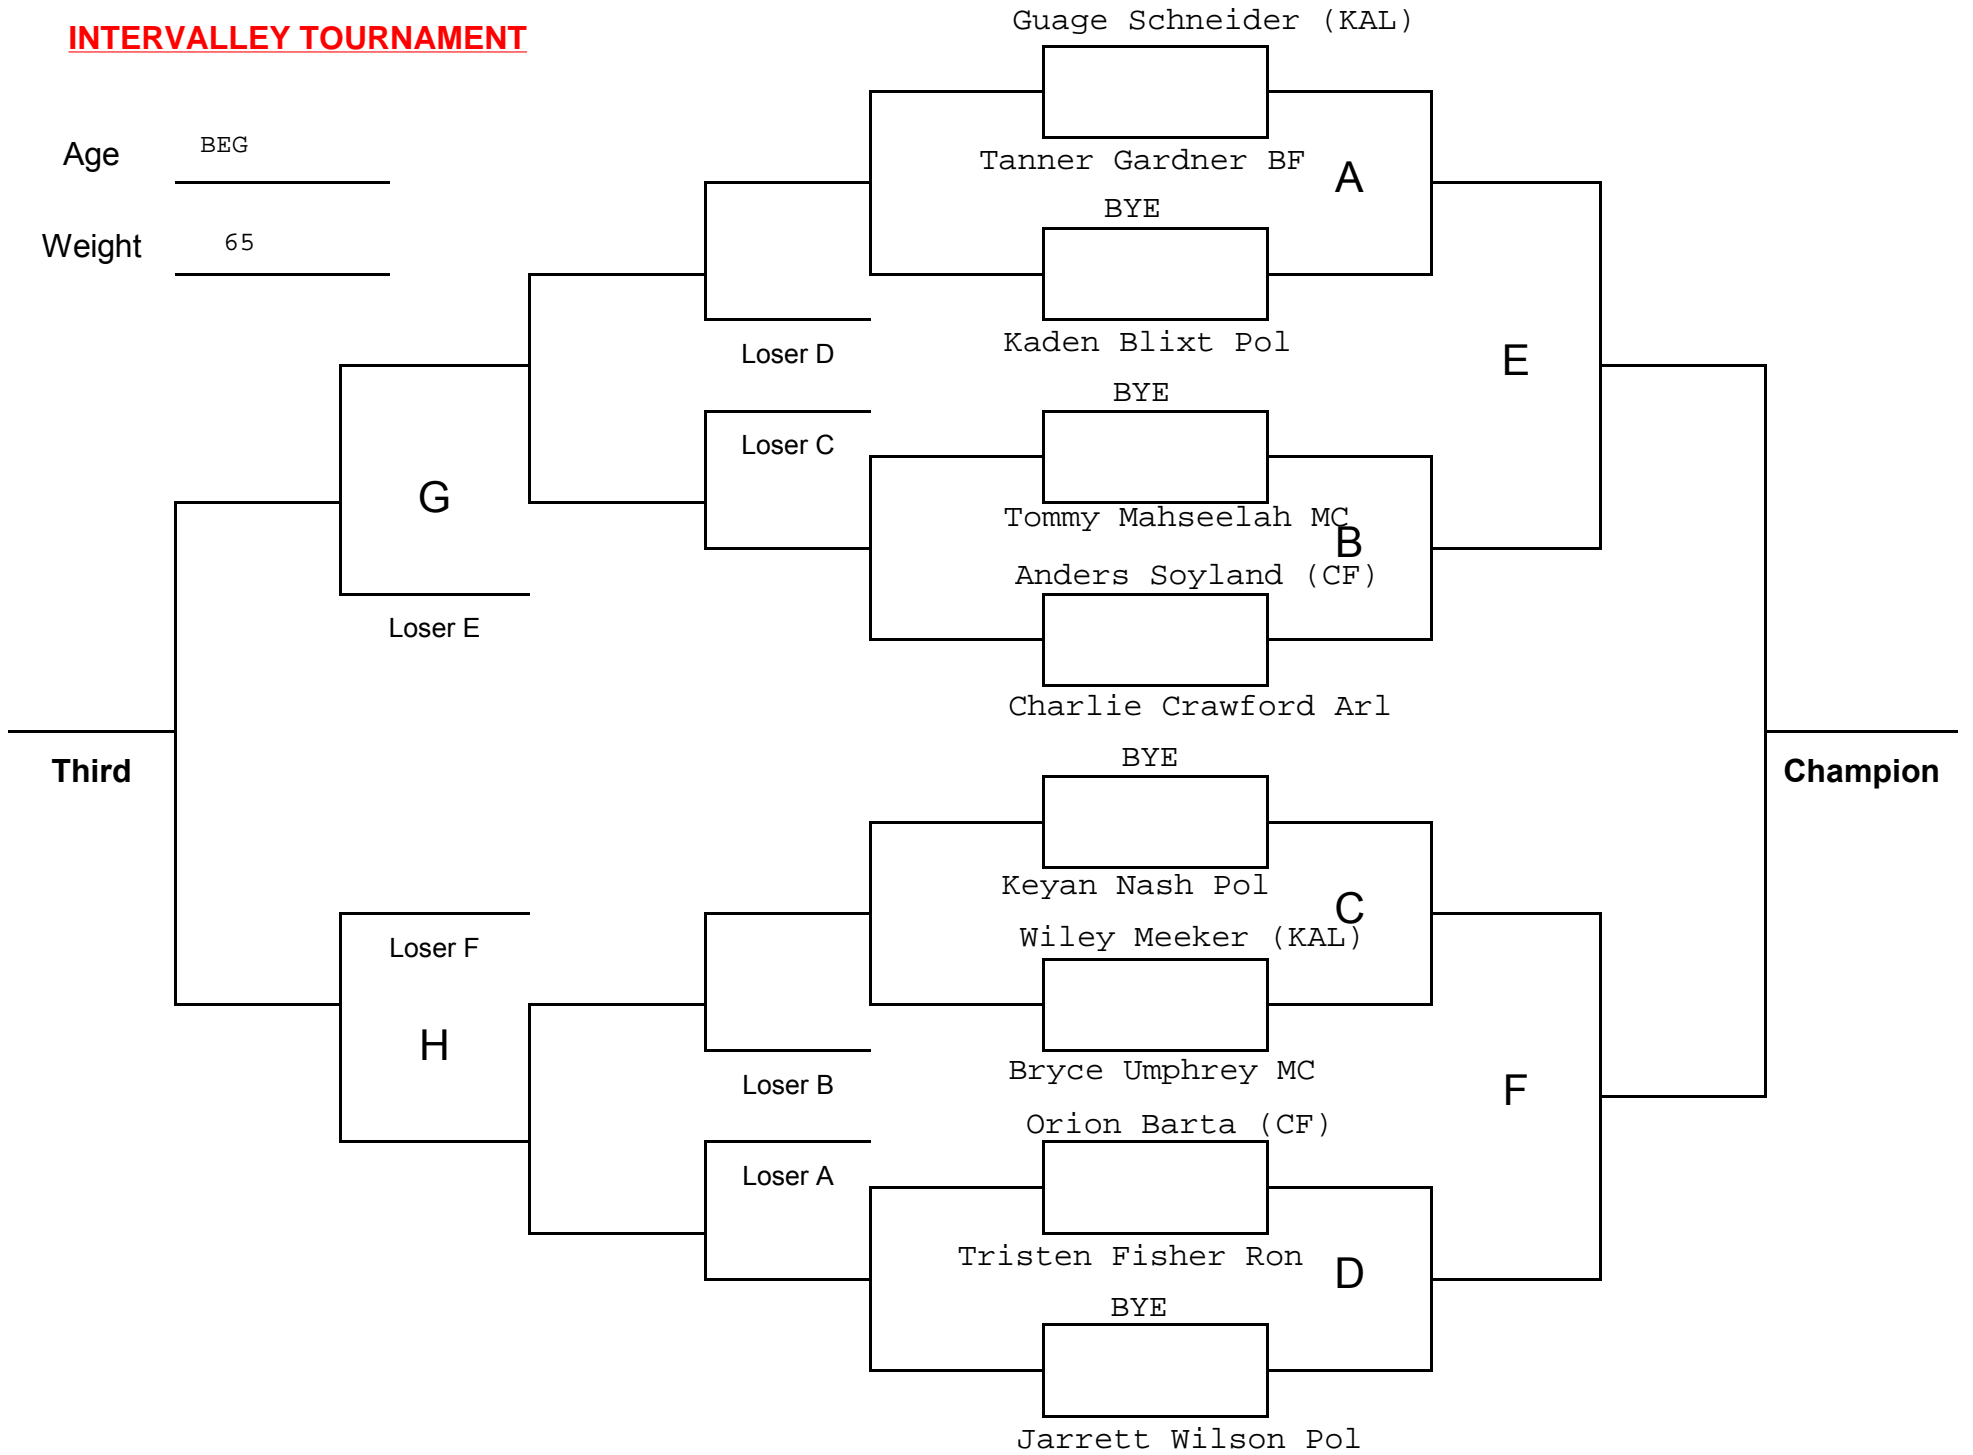 INTERVALLEY TOURNAMENT
Guage Schneider (KAL)
Age BEG
Tanner Gardner BF
A
BYE
Weight 65
Kaden Blixt Pol
Loser D
E
BYE
Loser C
G
Tommy Mahseelah MC
B
Anders Soyland (CF)
Loser E
Charlie Crawford Arl
BYE
Third
Champion
Keyan Nash Pol
C
Wiley Meeker (KAL)
Loser F
H
Bryce Umphrey MC
Loser B
F
Orion Barta (CF)
Loser A
Tristen Fisher Ron
D
BYE
Jarrett Wilson Pol